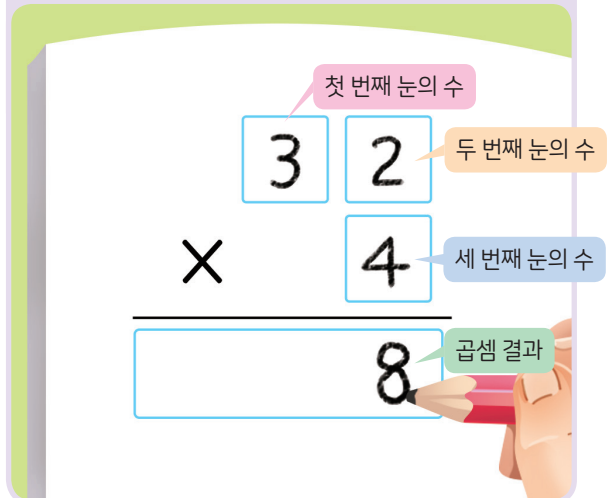 첫 번째 눈의 수
3 2
두 번째 눈의 수
× 4
세 번째 눈의 수
8
곱셈 결과